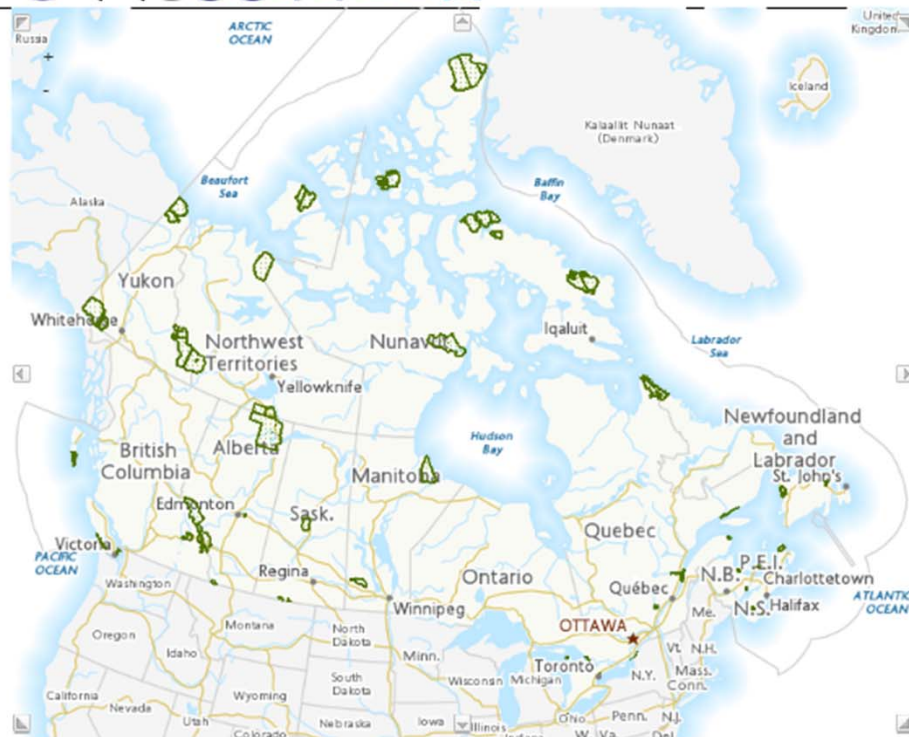 ARCTIC
OCEAN
Russia
+
-
Iceland
Kalaallit Nunaat
(Denmark)
Beaufort
Sea
Baffin
Bay
Alaska
Yukon
Whitehorse
Northwest
Territories
Nunavut
Iqaluit
Labrador
Sea
Yellowknife
Newfoundland
and
Labrador
St. John's
Hudson
Bay
British
Columbia
Alberta
Manitoba
Edmonton
Sask.
Quebec
Victoria
PACIFIC
OCEAN
Washington
Regina
Winnipeg
Ontario
Québec
N.B.
P.E.I.
Charlottetown
N.S.
Halifax
ATLANTIC
OCEAN
OTTAWA
Me.
Oregon
Montana
North
Dakota
Minn.
Idaho
South
Dakota
Wisconsin
Michigan
Toronto
N.Y.
Vt.
N.H.
Mass.
Conn.
California
Nevada
Wyoming
Utah
Colorado
Nebraska
Iowa
Illinois
Ohio
Penn.
N.J.
W. Va.
Del.